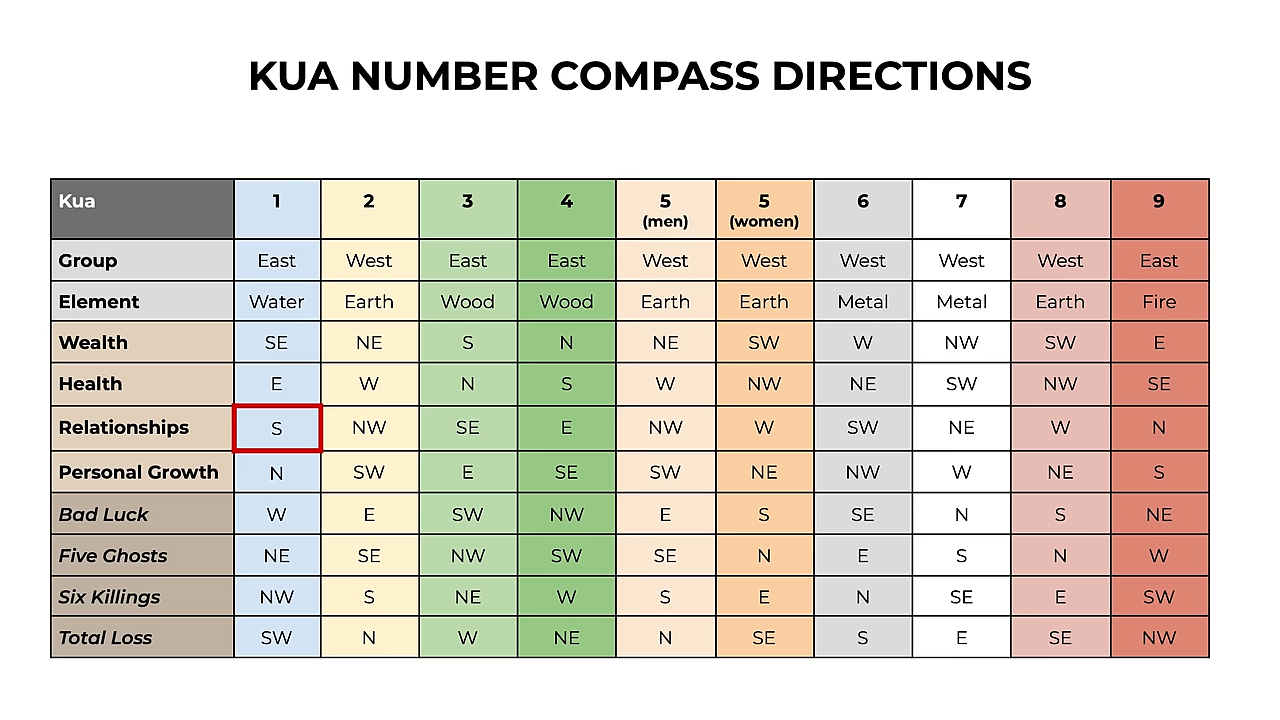 KUA NUMBER COMPASS DIRECTIONS
Kua 1 2 3 4 5 5 6 7 8 9
(men) (women)
Group East West East East West West West West West East
Element Water Earth Wood Wood Earth Earth Metal Metal Earth Fire
Wealth SE NE S N NE SW W NW SW E
Health E W N S W NW NE SW NW SE
Relationships S NW SE E NW W SW NE W N
Personal Growth N SW E SE SW NE NW W NE S
Bad Luck W E SW NW E S SE N S NE
Five Ghosts NE SE NW SW SE N E S N W
Six Killings NW S NE W S E N SE E SW
Total Loss SW N W NE N SE S E SE NW